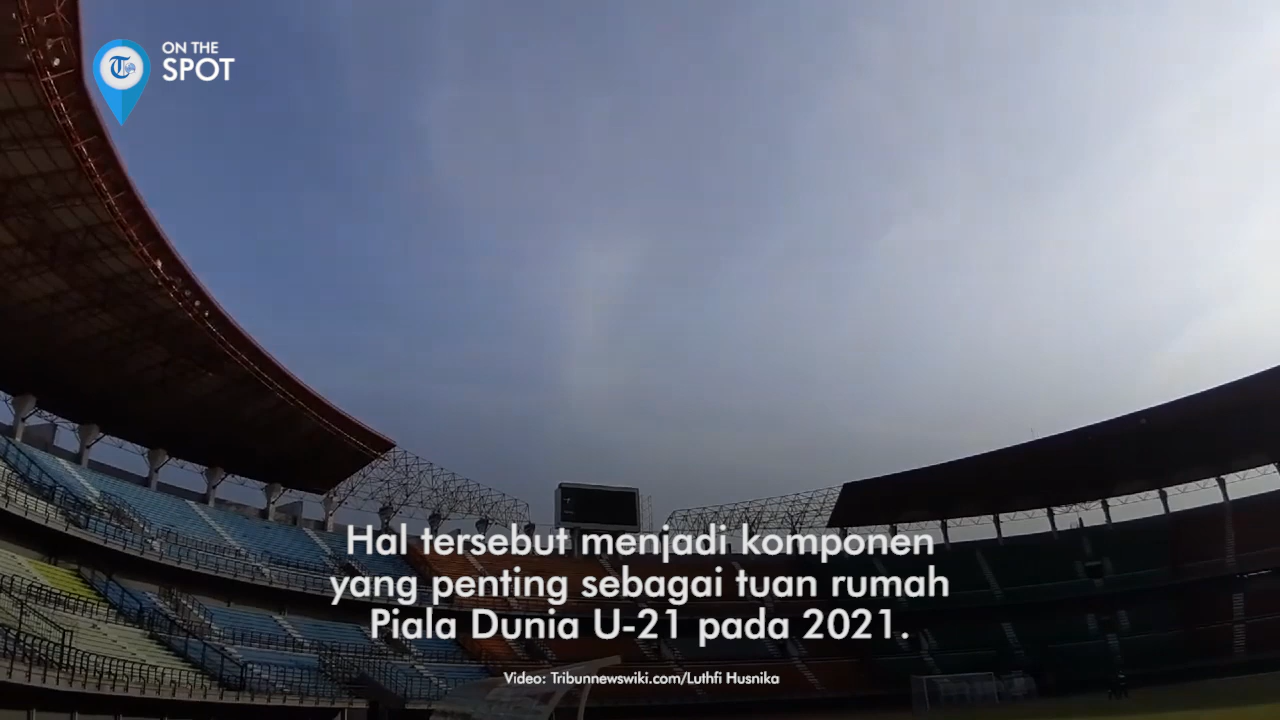 ON THE
SPOT
Hal tersebut menjadi komponen
yang penting sebagai tuan rumah
Piala Dunia U-21 pada 2021.
Video: Tribunnewswiki.com/Luthfi Husnika